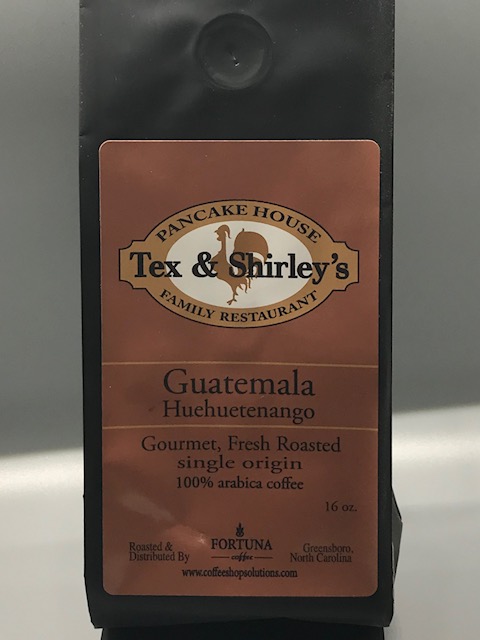 PANCAKE HOUSE
Tex & Shirley's
FAMILY RESTAURANT
Guatemala
Huehuetenango
Gourmet, Fresh Roasted
single origin
100% arabica coffee
16 oz.
Roasted &
Distributed By
FORTUNA
coffee
Greensboro,
North Carolina
www.coffeeshopsolutions.com